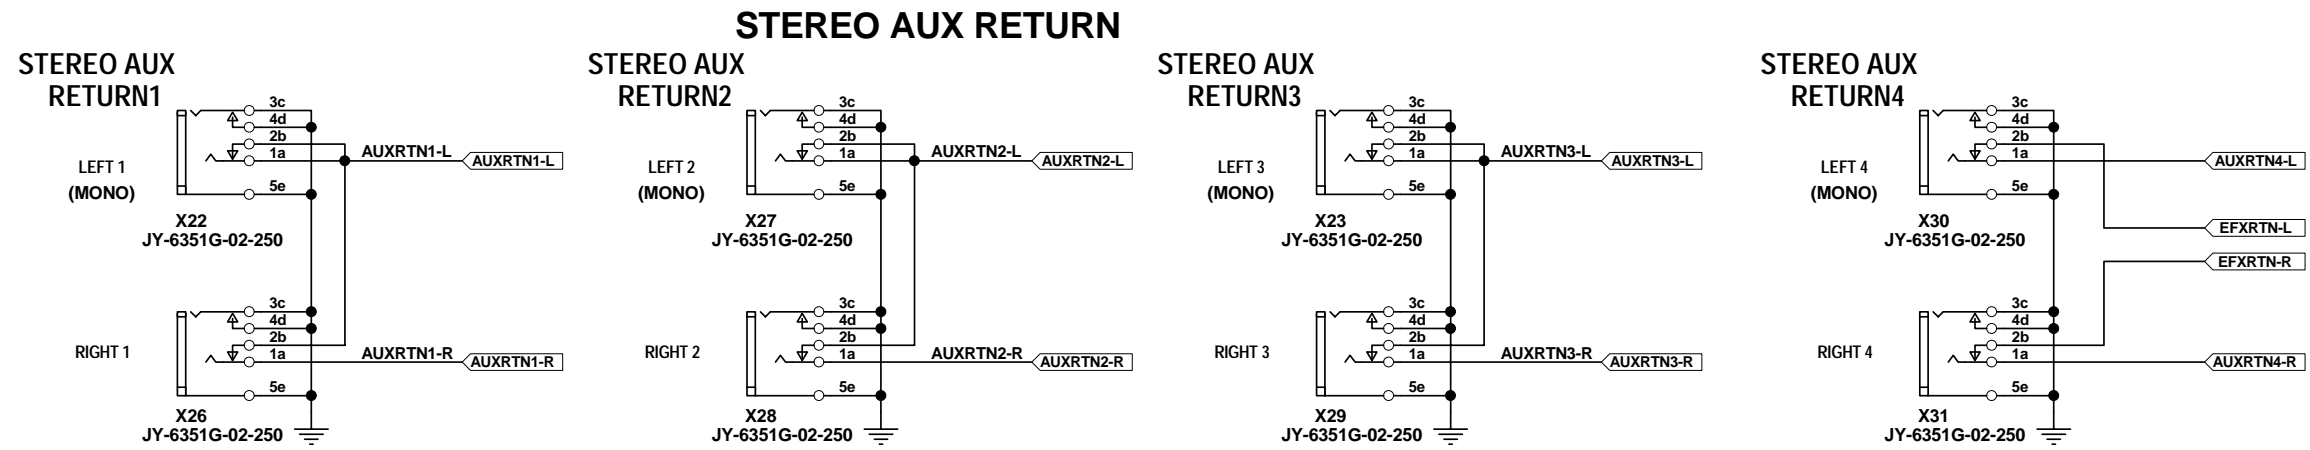 STEREO AUX RETURN
STEREO AUX
RETURN1
3c
4d
2b
1a
5e
LEFT 1
(MONO)
AUXRTN1-L
AUXRTN1-L
X22
JY-6351G-02-250
3c
4d
2b
1a
5e
RIGHT 1
AUXRTN1-R
AUXRTN1-R
X26
JY-6351G-02-250
STEREO AUX
RETURN2
3c
4d
2b
1a
5e
LEFT 2
(MONO)
AUXRTN2-L
AUXRTN2-L
X27
JY-6351G-02-250
3c
4d
2b
1a
5e
RIGHT 2
AUXRTN2-R
AUXRTN2-R
X28
JY-6351G-02-250
STEREO AUX
RETURN3
3c
4d
2b
1a
5e
LEFT 3
(MONO)
AUXRTN3-L
AUXRTN3-L
X23
JY-6351G-02-250
3c
4d
2b
1a
5e
RIGHT 3
AUXRTN3-R
AUXRTN3-R
X29
JY-6351G-02-250
STEREO AUX
RETURN4
3c
4d
2b
1a
5e
LEFT 4
(MONO)
AUXRTN4-L
X30
JY-6351G-02-250
EFXRTN-L
EFXRTN-R
3c
4d
2b
1a
5e
RIGHT 4
AUXRTN4-R
X31
JY-6351G-02-250